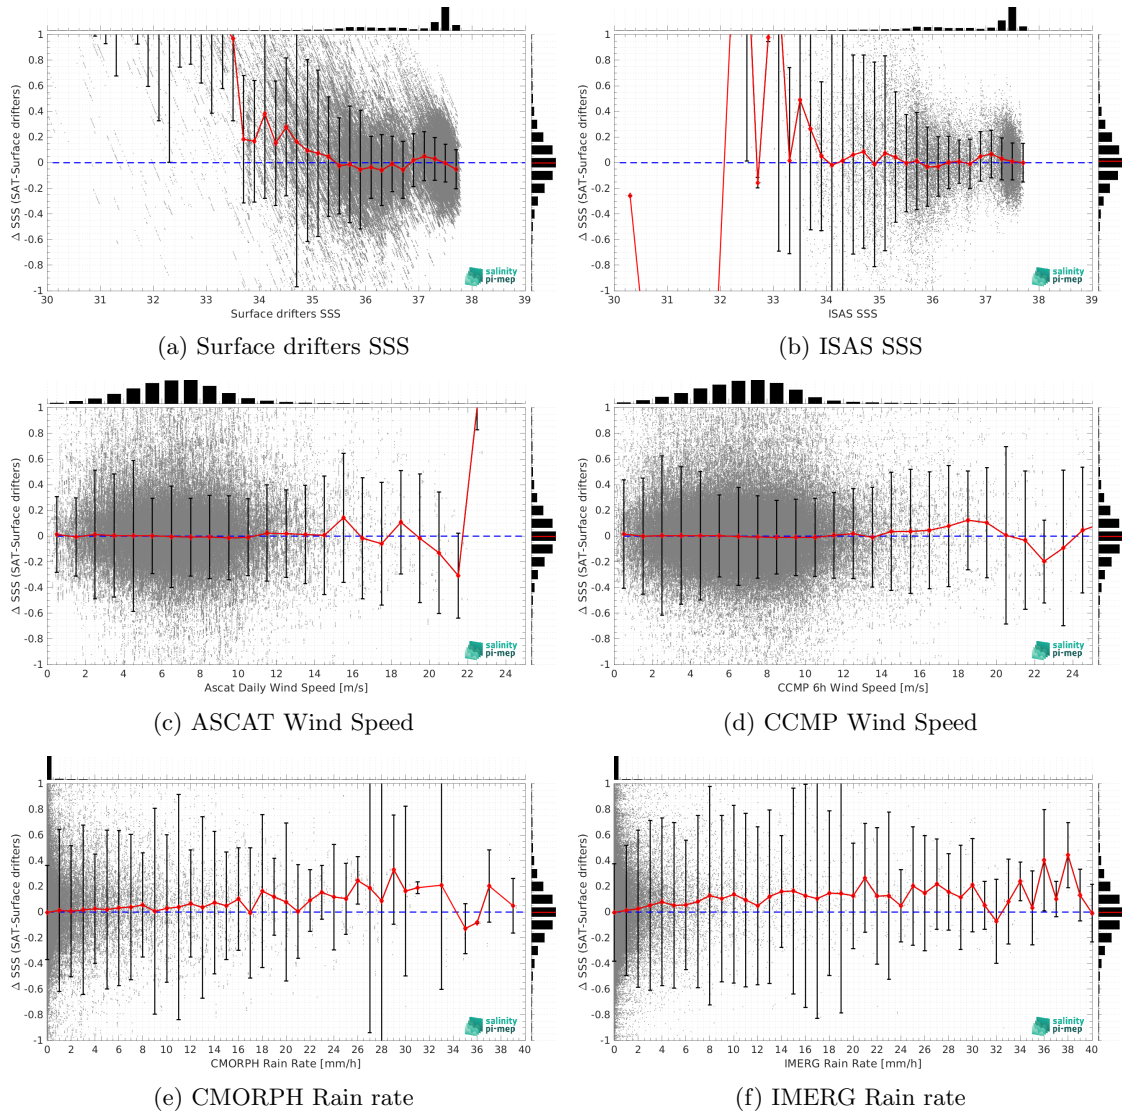 1
0.8
0.6
0.4
0.2
0
-0.2
-0.4
-0.6
-0.8
-1
Δ SSS (SAT-Surface drifters)
30 31 32 33 34 35 36 37 38 39
Surface drifters SSS
salinity
pi-mep
(a) Surface drifters SSS
1
0.8
0.6
0.4
0.2
0
-0.2
-0.4
-0.6
-0.8
-1
Δ SSS (SAT-Surface drifters)
30 31 32 33 34 35 36 37 38 39
ISAS SSS
salinity
pi-mep
(b) ISAS SSS
1
0.8
0.6
0.4
0.2
0
-0.2
-0.4
-0.6
-0.8
-1
Δ SSS (SAT-Surface drifters)
0 2 4 6 8 10 12 14 16 18 20 22 24
Ascat Daily Wind Speed [m/s]
salinity
pi-mep
(c) ASCAT Wind Speed
1
0.8
0.6
0.4
0.2
0
-0.2
-0.4
-0.6
-0.8
-1
Δ SSS (SAT-Surface drifters)
0 2 4 6 8 10 12 14 16 18 20 22 24
CCMP 6h Wind Speed [m/s]
salinity
pi-mep
(d) CCMP Wind Speed
1
0.8
0.6
0.4
0.2
0
-0.2
-0.4
-0.6
-0.8
-1
Δ SSS (SAT-Surface drifters)
0 2 4 6 8 10 12 14 16 18 20 22 24 26 28 30 32 34 36 38 40
CMORPH Rain Rate [mm/h]
salinity
pi-mep
(e) CMORPH Rain rate
1
0.8
0.6
0.4
0.2
0
-0.2
-0.4
-0.6
-0.8
-1
Δ SSS (SAT-Surface drifters)
0 2 4 6 8 10 12 14 16 18 20 22 24 26 28 30 32 34 36 38 40
IMERG Rain Rate [mm/h]
salinity
pi-mep
(f) IMERG Rain rate